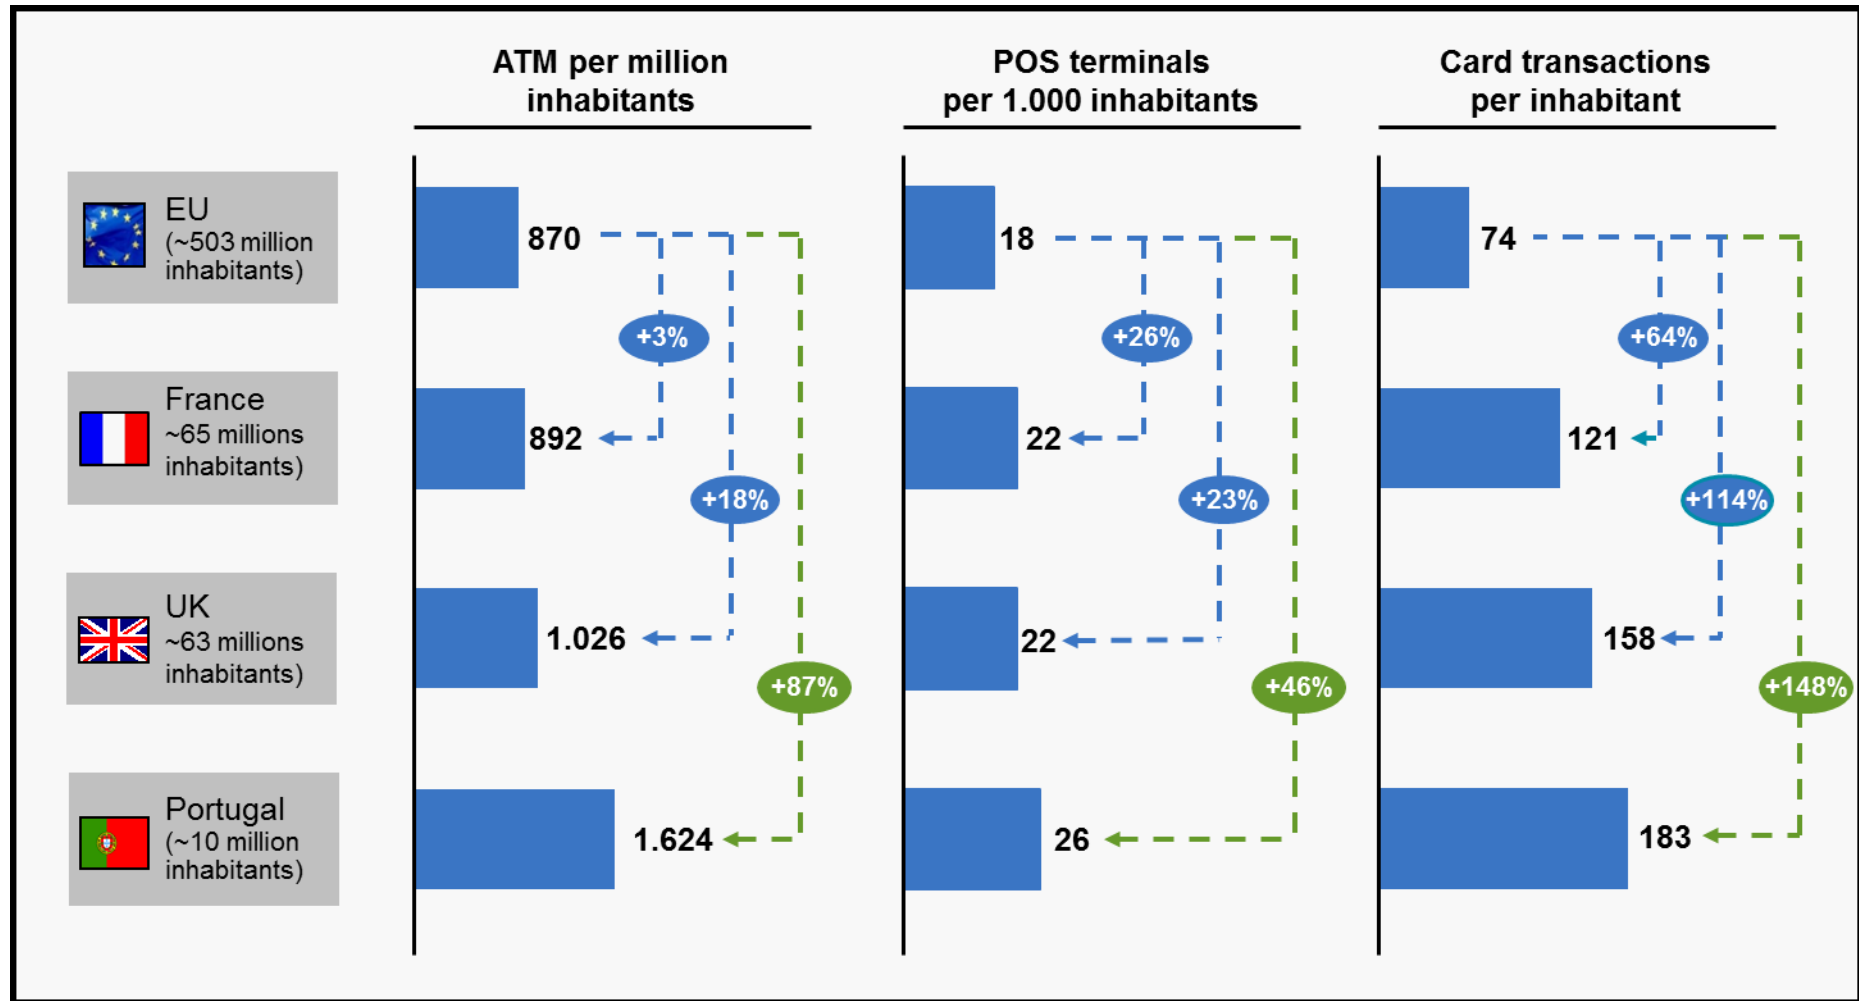 ATM per million
inhabitants
POS terminals
per 1.000 inhabitants
Card transactions
per inhabitant
EU
(~503 million
inhabitants)
870
18
74
+3%
+26%
+64%
France
~65 millions
inhabitants)
892
22
121
+18%
+23%
+114%
UK
~63 millions
inhabitants)
1.026
22
158
+87%
+46%
+148%
Portugal
(~10 million
inhabitants)
1.624
26
183